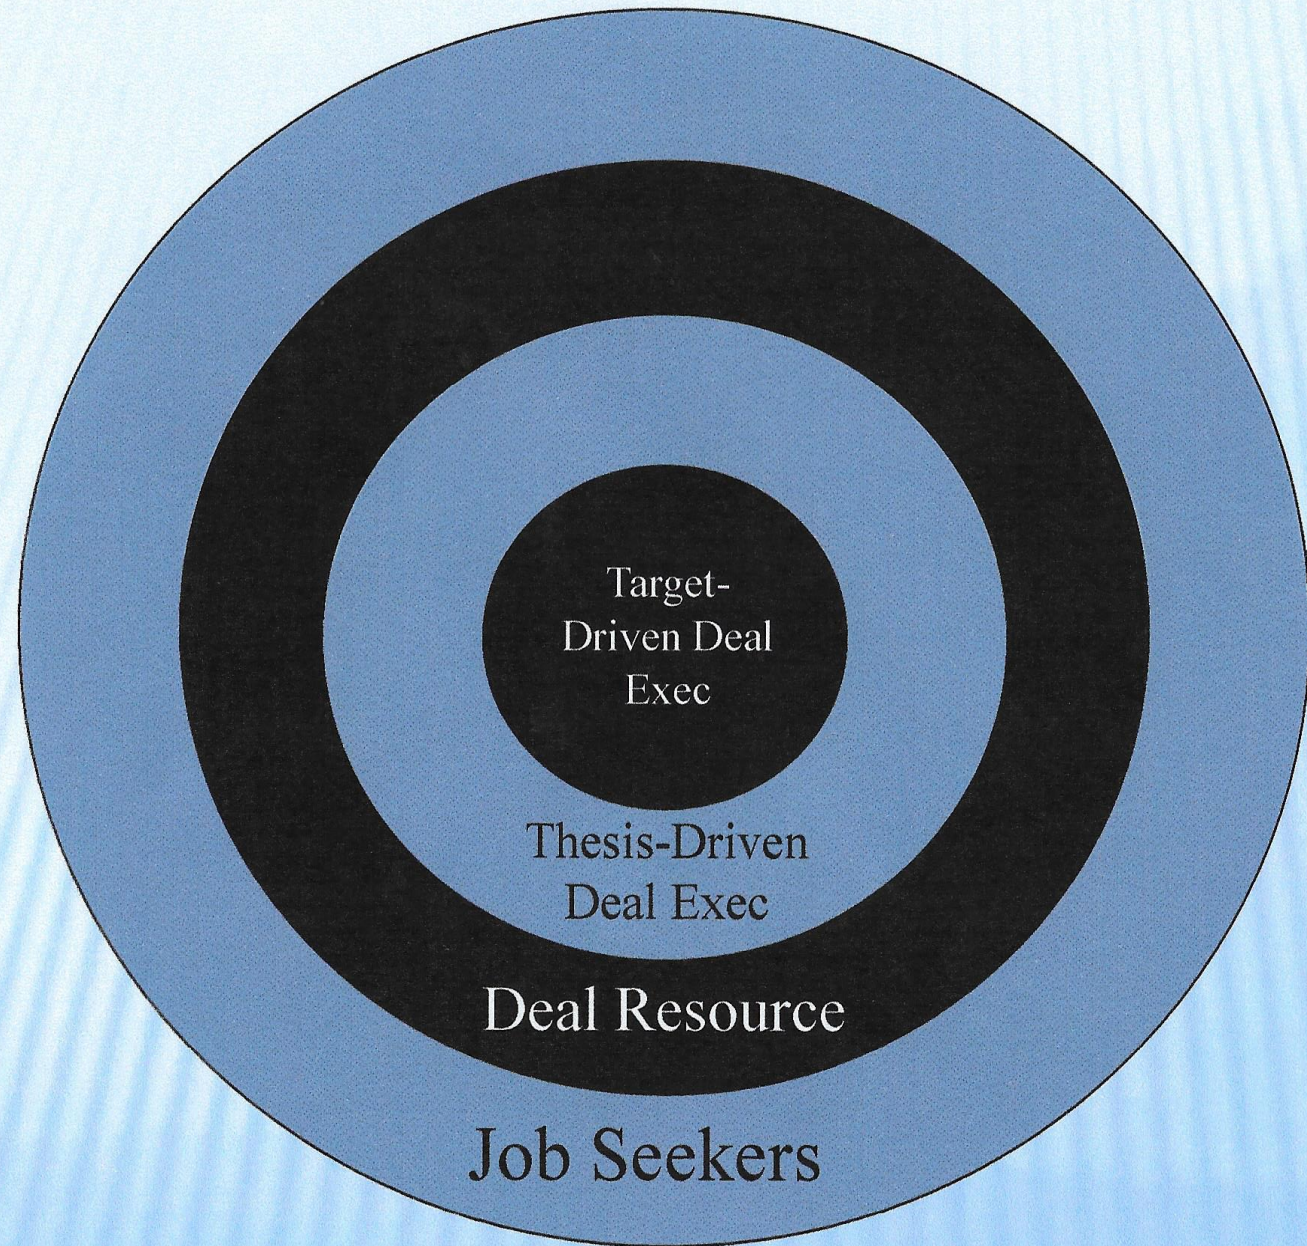 Target-
Driven Deal
Exec
Thesis-Driven
Deal Exec
Deal Resource
Job Seekers